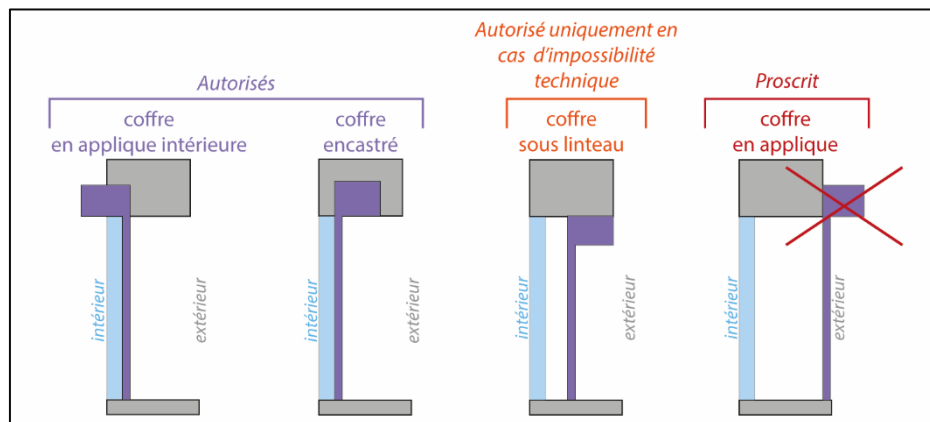 Autorisés
coffre
en applique intérieure
coffre
encastré
Autorisé uniquement en
cas d'impossibilité
technique
coffre
sous linteau
Proscrit
coffre
en applique
intérieur
extérieur
intérieur
extérieur
intérieur
extérieur
intérieur
extérieur